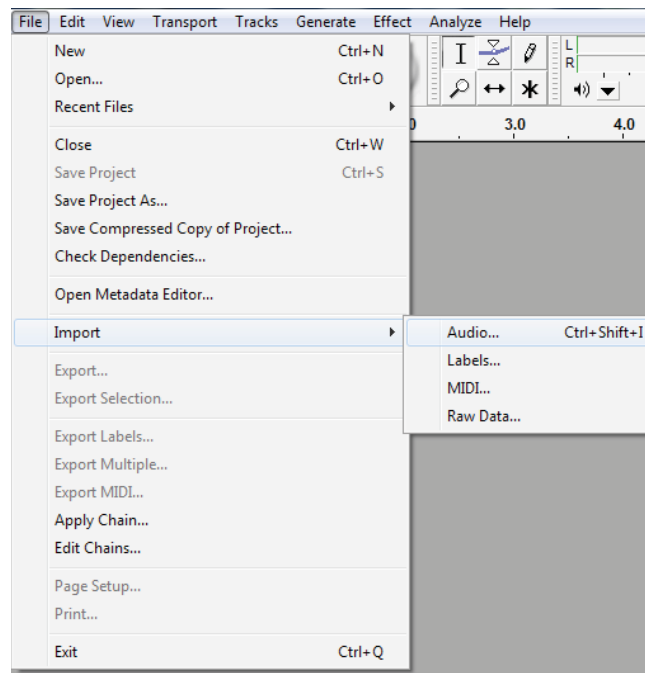 File Edit View Transport Tracks Generate Effect Analyze Help
New Ctrl+N
Open... Ctrl+O
Recent Files
Close Ctrl+W
Save Project Ctrl+S
Save Project As...
Save Compressed Copy of Project...
Check Dependencies...
Open Metadata Editor...
Import
Export...
Export Selection...
Export Labels...
Export Multiple...
Export MIDI...
Apply Chain...
Edit Chains...
Page Setup...
Print...
Exit Ctrl+Q
L
R
3.0 4.0
Audio... Ctrl+Shift+I
Labels...
MIDI...
Raw Data...